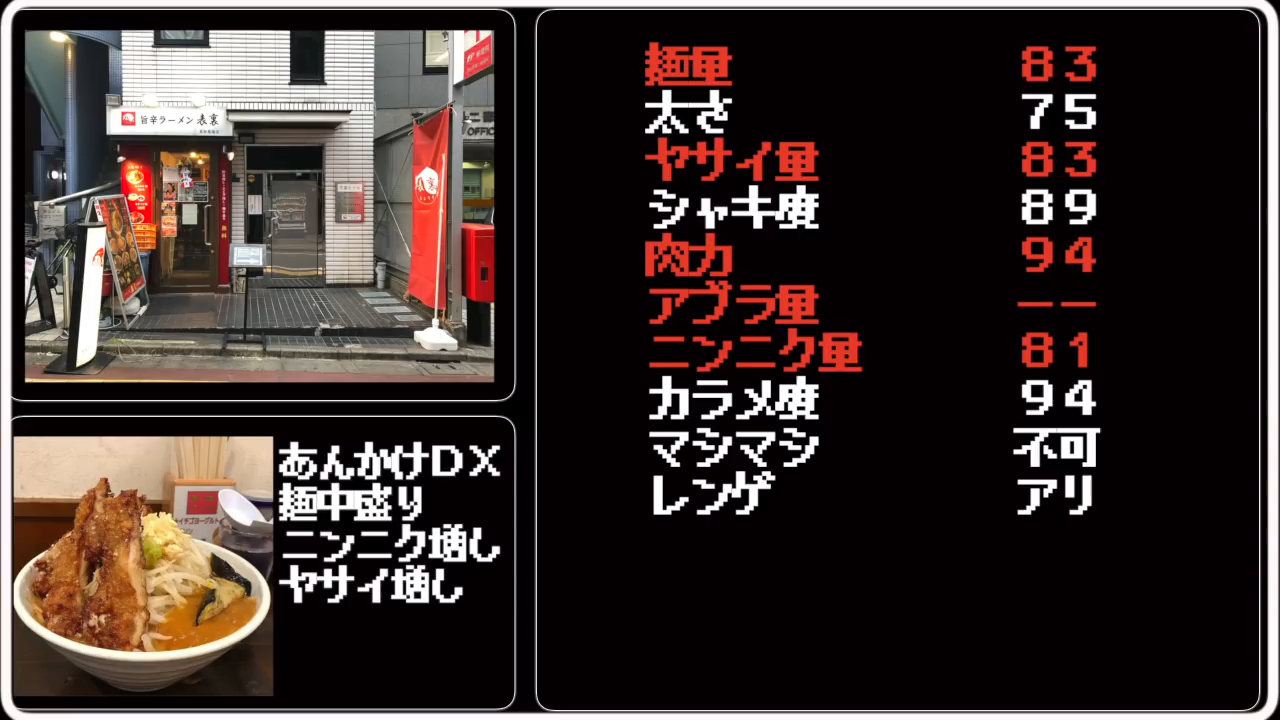 旨辛ラーメン 表裏
OFFICE
あんかけDX
麺中盛り
ニンニク増し
ヤサイ増し
麺量 83
太さ 75
ヤサイ量 83
シャキ度 89
肉力 94
アブラ量 ――
ニンニク量 81
カラメ度 94
マシマシ 不可
レンゲ アリ